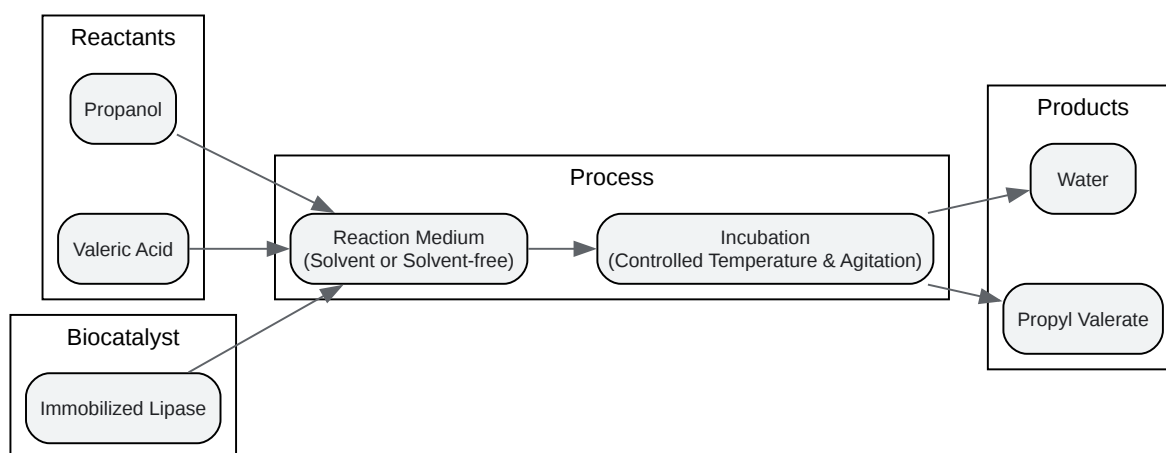 Reactants
Propanol
Valeric Acid
Biocatalyst
Immobilized Lipase
Process
Reaction Medium
(Solvent or Solvent-free)
Incubation
(Controlled Temperature & Agitation)
Products
Water
Propyl Valerate